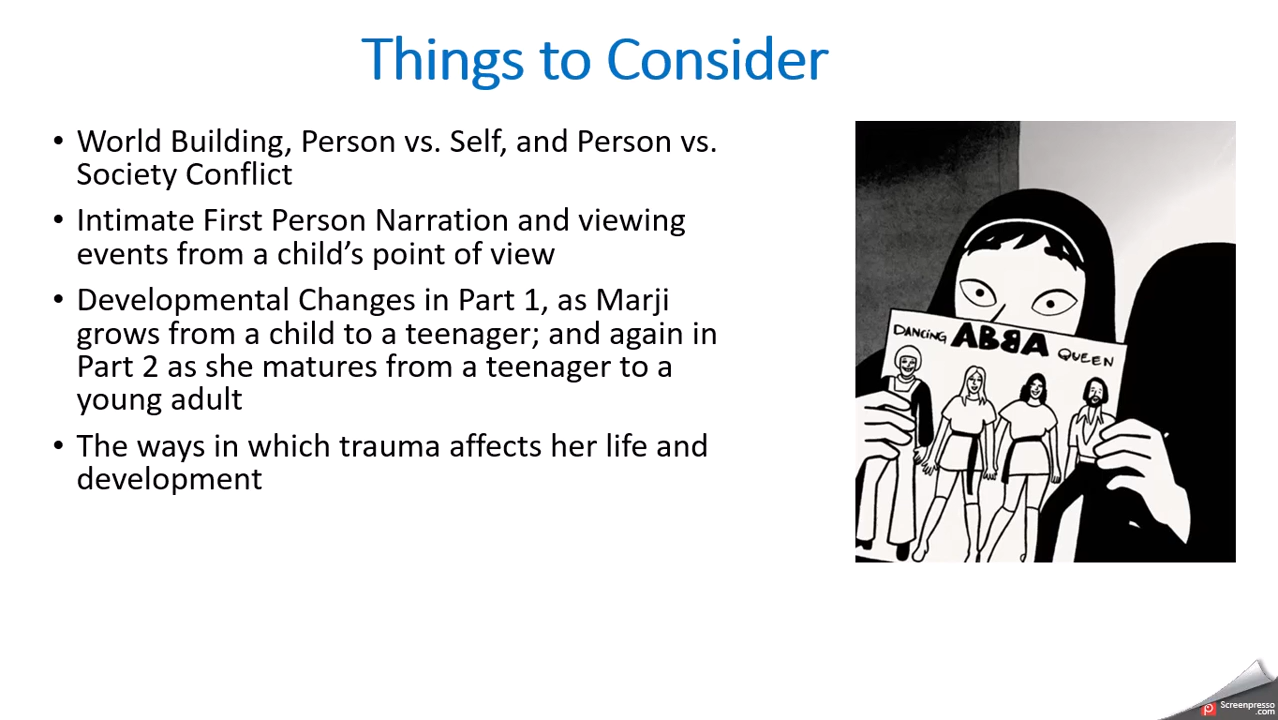 Things to Consider
• World Building, Person vs. Self, and Person vs.
Society Conflict
• Intimate First Person Narration and viewing
events from a child’s point of view
• Developmental Changes in Part 1, as Marji
grows from a child to a teenager; and again in
Part 2 as she matures from a teenager to a
young adult
• The ways in which trauma affects her life and
development
DANCING ABBA QUEEN
Screenpresso
.com